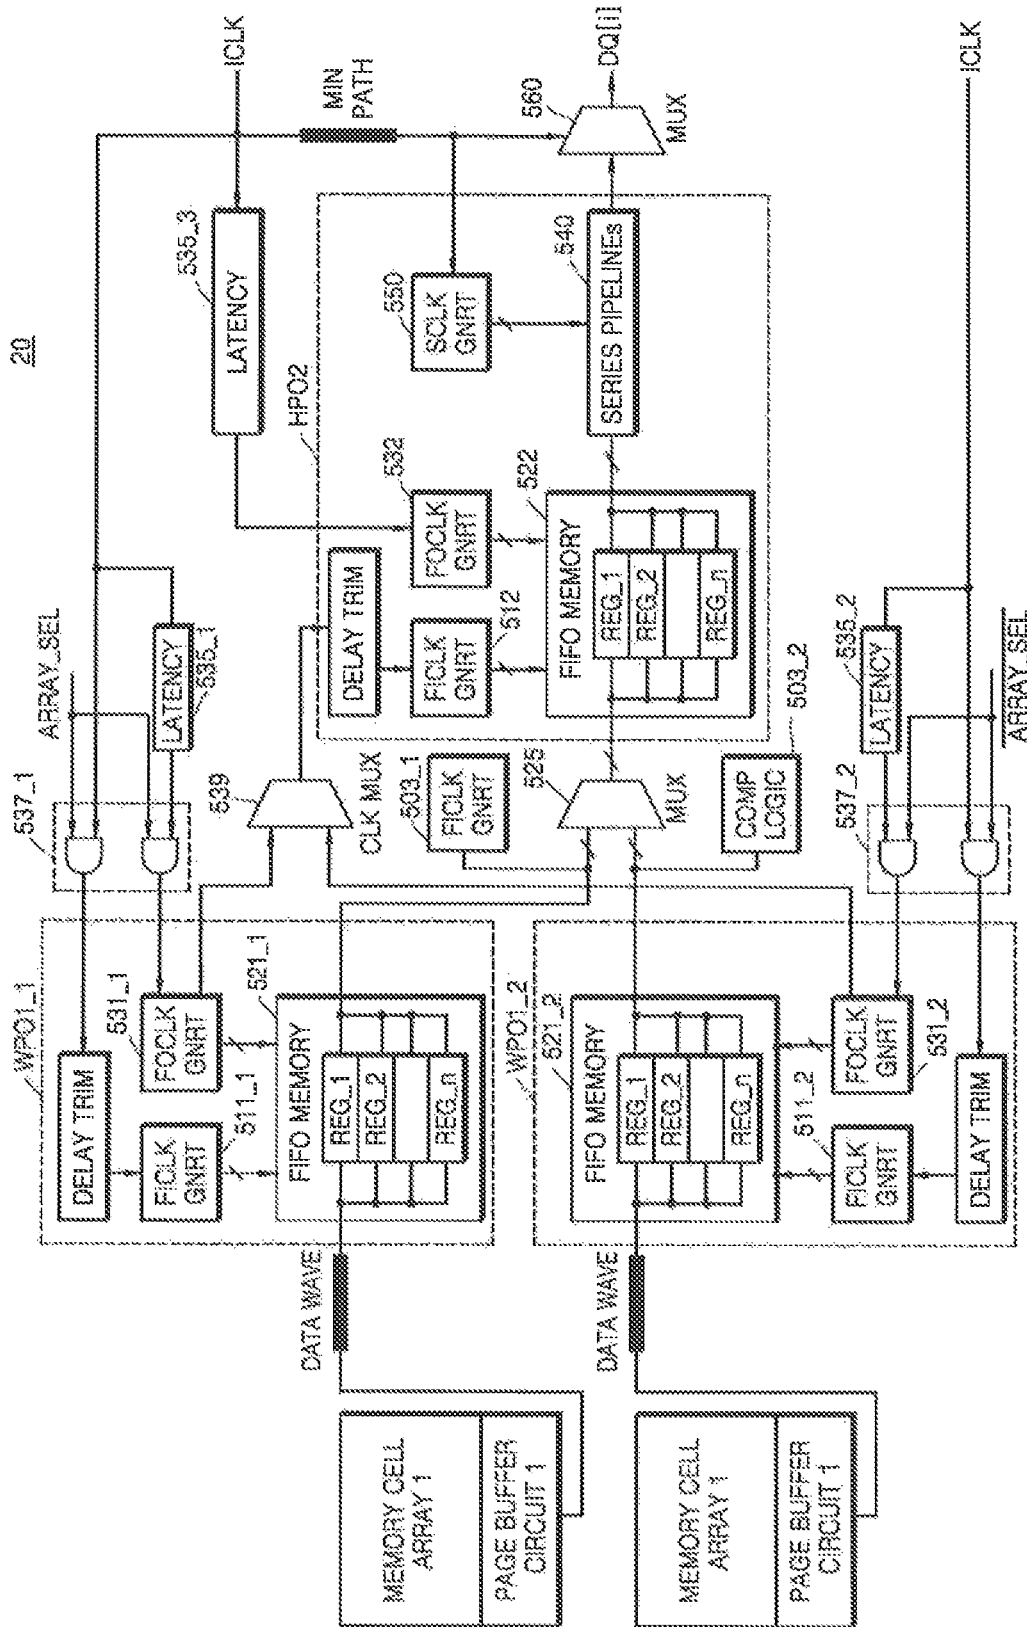 20
ICLK
535_3
LATENCY
MIN
PATH
ARRAY_SEL
LATENCY
535_1
537_1
HPO2
550
SCLK
GNRT
560
DQ[i]
MUX
540
SERIES PIPELINEs
532
FOCLK
GNRT
DELAY TRIM
FICLK
GNRT
512
522
FIFO MEMORY
REG_1
REG_2
REG_n
539
CLK MUX
503_1
FICLK
GNRT
525
MUX
503_2
COMP
LOGIC
WPO1_1
DELAY TRIM
531_1
FOCLK
GNRT
FICLK
GNRT
511_1
521_1
FIFO MEMORY
REG_1
REG_2
REG_n
DATA WAVE
MEMORY CELL
ARRAY 1
PAGE BUFFER
CIRCUIT 1
WPO1_2
521_2
FIFO MEMORY
REG_1
REG_2
REG_n
511_2
FICLK
GNRT
FOCLK
GNRT
531_2
DELAY TRIM
DATA WAVE
MEMORY CELL
ARRAY 1
PAGE BUFFER
CIRCUIT 1
537_2
LATENCY
535_2
ARRAY_SEL
ICLK